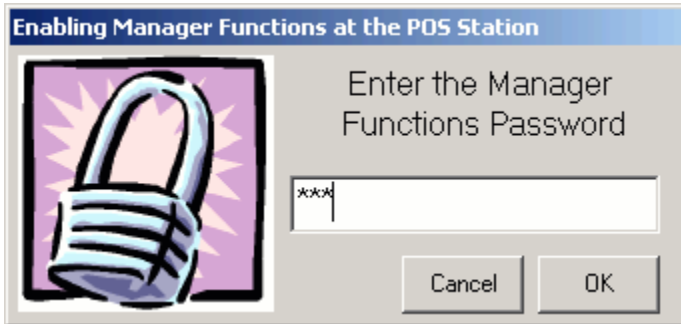 Enabling Manager Functions at the POS Station
Enter the Manager
Functions Password
***
Cancel OK